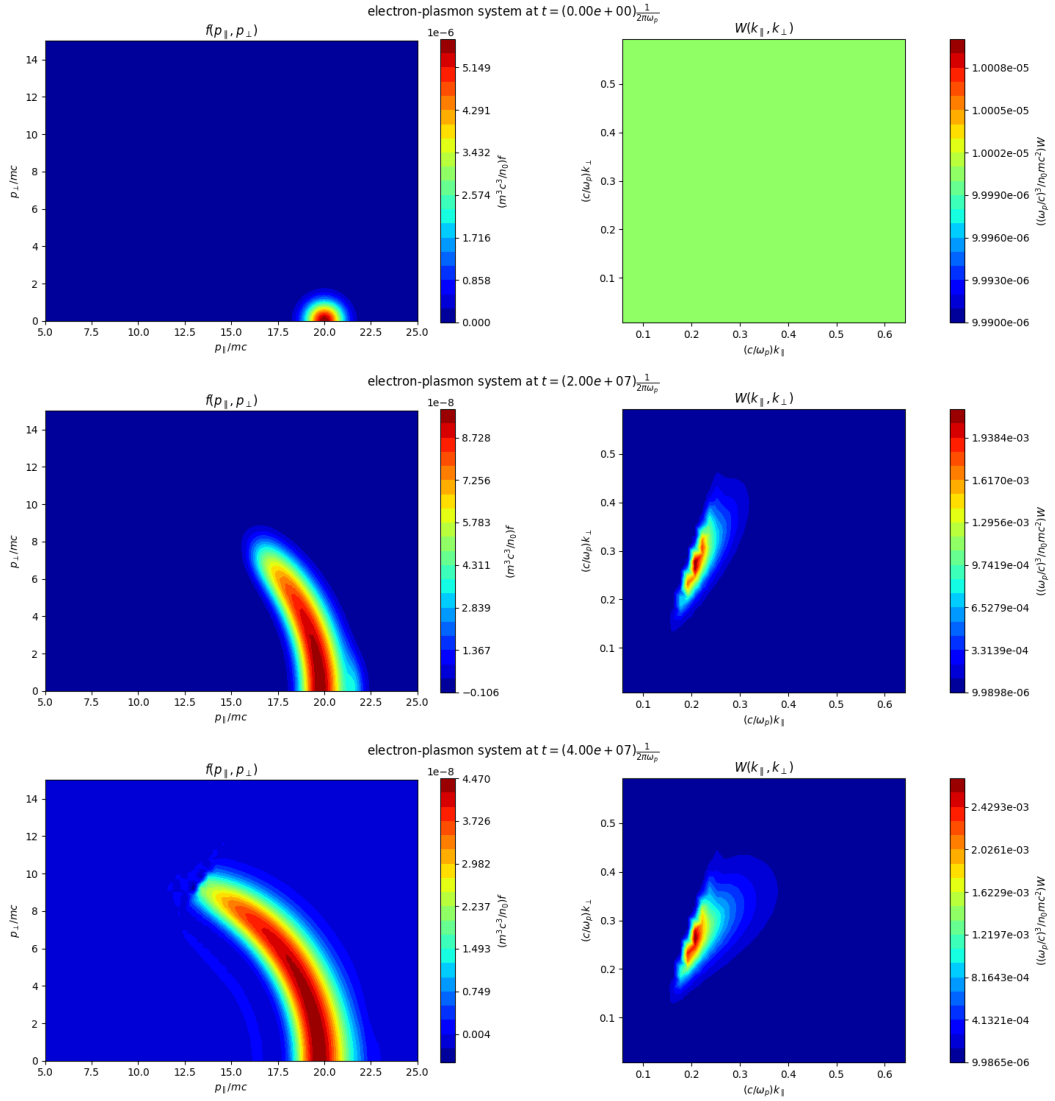 electron-plasmon system at t = (0.00e + 00) 1/(2πω_p)
f(p_∥, p_⊥)
W(k_∥, k_⊥)
1e−6
14
12
10
8
6
4
2
0
p_⊥/mc
5.0 7.5 10.0 12.5 15.0 17.5 20.0 22.5 25.0
p_∥/mc
5.149
4.291
3.432
2.574
1.716
0.858
0.000
(m³c³/n₀)f
0.5
0.4
0.3
0.2
0.1
(c/ω_p)k_⊥
0.1 0.2 0.3 0.4 0.5 0.6
(c/ω_p)k_∥
1.0008e-05
1.0005e-05
1.0002e-05
9.9990e-06
9.9960e-06
9.9930e-06
9.9900e-06
((ω_p/c)³/n₀mc²)W
electron-plasmon system at t = (2.00e + 07) 1/(2πω_p)
f(p_∥, p_⊥)
W(k_∥, k_⊥)
1e−8
14
12
10
8
6
4
2
0
p_⊥/mc
5.0 7.5 10.0 12.5 15.0 17.5 20.0 22.5 25.0
p_∥/mc
8.728
7.256
5.783
4.311
2.839
1.367
−0.106
(m³c³/n₀)f
0.5
0.4
0.3
0.2
0.1
(c/ω_p)k_⊥
0.1 0.2 0.3 0.4 0.5 0.6
(c/ω_p)k_∥
1.9384e-03
1.6170e-03
1.2956e-03
9.7419e-04
6.5279e-04
3.3139e-04
9.9898e-06
((ω_p/c)³/n₀mc²)W
electron-plasmon system at t = (4.00e + 07) 1/(2πω_p)
f(p_∥, p_⊥)
W(k_∥, k_⊥)
1e−8
14
12
10
8
6
4
2
0
p_⊥/mc
5.0 7.5 10.0 12.5 15.0 17.5 20.0 22.5 25.0
p_∥/mc
4.470
3.726
2.982
2.237
1.493
0.749
0.004
(m³c³/n₀)f
0.5
0.4
0.3
0.2
0.1
(c/ω_p)k_⊥
0.1 0.2 0.3 0.4 0.5 0.6
(c/ω_p)k_∥
2.4293e-03
2.0261e-03
1.6229e-03
1.2197e-03
8.1643e-04
4.1321e-04
9.9865e-06
((ω_p/c)³/n₀mc²)W